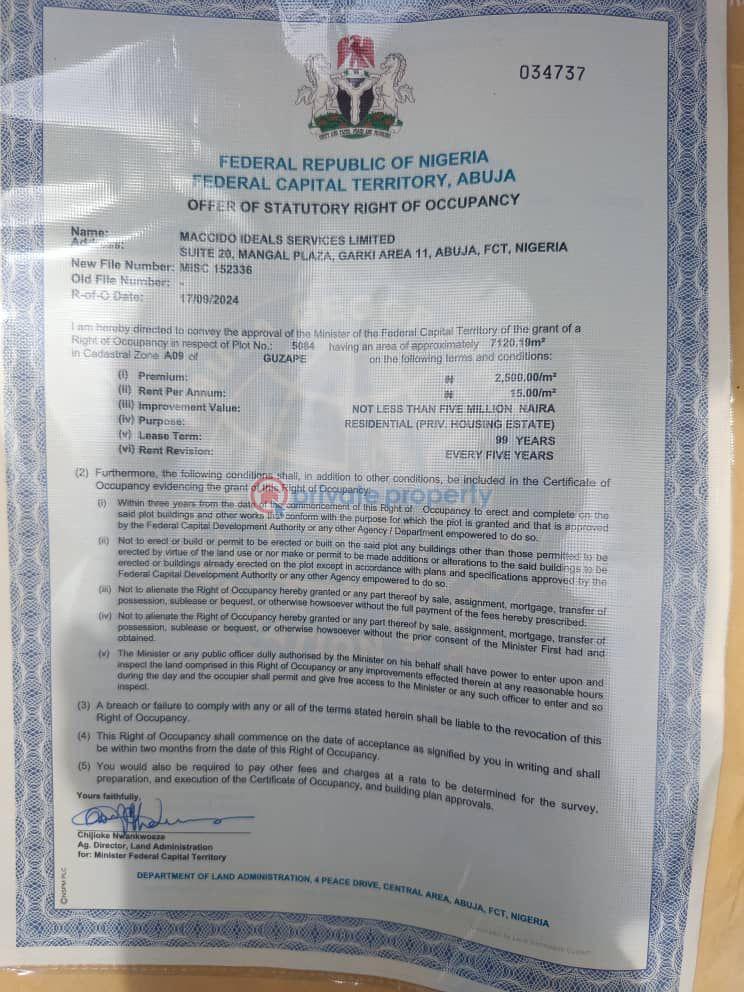 034737
FEDERAL REPUBLIC OF NIGERIA
FEDERAL CAPITAL TERRITORY, ABUJA
OFFER OF STATUTORY RIGHT OF OCCUPANCY
Name: MACCIDO IDEALS SERVICES LIMITED
Address: SUITE 20, MANGAL PLAZA, GARKI AREA 11, ABUJA, FCT, NIGERIA
New File Number: MISC 152336
Old File Number: -
R-of-O Date: 17/09/2024
I am hereby directed to convey the approval of the Minister of the Federal Capital Territory of the grant of a
Right of Occupancy in respect of Plot No.: 5084 having an area of approximately 7120.19m²
in Cadastral Zone A09 of GUZAPE on the following terms and conditions:
(i) Premium: ₦ 2,500.00/m²
(ii) Rent Per Annum: ₦ 15.00/m²
(iii) Improvement Value: NOT LESS THAN FIVE MILLION NAIRA
(iv) Purpose: RESIDENTIAL (PRIV. HOUSING ESTATE)
(v) Lease Term: 99 YEARS
(vi) Rent Revision: EVERY FIVE YEARS
(2) Furthermore, the following conditions shall, in addition to other conditions, be included in the Certificate of
Occupancy evidencing the grant of this Right of Occupancy.
private property
(i) Within three years from the date of the commencement of this Right of Occupancy to erect and complete on the
said plot buildings and other works that conform with the purpose for which the plot is granted and that is approved
by the Federal Capital Development Authority or any other Agency / Department empowered to do so.
(ii) Not to erect or build or permit to be erected or built on the said plot any buildings other than those permitted to be
erected by virtue of the land use or nor make or permit to be made additions or alterations to the said buildings to be
erected or buildings already erected on the plot except in accordance with plans and specifications approved by the
Federal Capital Development Authority or any other Agency empowered to do so.
(iii) Not to alienate the Right of Occupancy hereby granted or any part thereof by sale, assignment, mortgage, transfer of
possession, sublease or bequest, or otherwise howsoever without the full payment of the fees hereby prescribed.
(iv) Not to alienate the Right of Occupancy hereby granted or any part thereof by sale, assignment, mortgage, transfer of
possession, sublease or bequest, or otherwise howsoever without the prior consent of the Minister First had and
obtained.
(v) The Minister or any public officer dully authorised by the Minister on his behalf shall have power to enter upon and
inspect the land comprised in this Right of Occupancy or any improvements effected therein at any reasonable hours
during the day and the occupier shall permit and give free access to the Minister or any such officer to enter and so
inspect.
(3) A breach or failure to comply with any or all of the terms stated herein shall be liable to the revocation of this
Right of Occupancy.
(4) This Right of Occupancy shall commence on the date of acceptance as signified by you in writing and shall
be within two months from the date of this Right of Occupancy.
(5) You would also be required to pay other fees and charges at a rate to be determined for the survey,
preparation, and execution of the Certificate of Occupancy, and building plan approvals.
Yours faithfully,
Chijioke Nwankwoeze
Ag. Director, Land Administration
for: Minister Federal Capital Territory
©NSPM PLC
DEPARTMENT OF LAND ADMINISTRATION, 4 PEACE DRIVE, CENTRAL AREA, ABUJA, FCT, NIGERIA